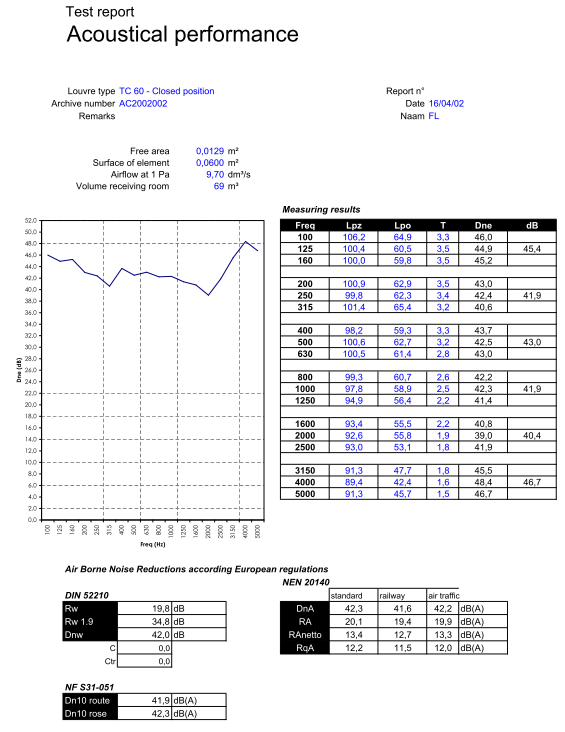 Test report
Acoustical performance
Louvre type TC 60 - Closed position
Report n°
Archive number AC2002002
Date 16/04/02
Remarks
Naam FL
Free area 0,0129 m²
Surface of element 0,0600 m²
Airflow at 1 Pa 9,70 dm³/s
Volume receiving room 69 m³
Measuring results
Freq Lpz Lpo T Dne dB
100 106,2 64,9 3,3 46,0
125 100,4 60,5 3,5 44,9 45,4
160 100,0 59,8 3,5 45,2
200 100,9 62,9 3,5 43,0
250 99,8 62,3 3,4 42,4 41,9
315 101,4 65,4 3,2 40,6
400 98,2 59,3 3,3 43,7
500 100,6 62,7 3,2 42,5 43,0
630 100,5 61,4 2,8 43,0
800 99,3 60,7 2,6 42,2
1000 97,8 58,9 2,5 42,3 41,9
1250 94,9 56,4 2,2 41,4
1600 93,4 55,5 2,2 40,8
2000 92,6 55,8 1,9 39,0 40,4
2500 93,0 53,1 1,8 41,9
3150 91,3 47,7 1,8 45,5
4000 89,4 42,4 1,6 48,4 46,7
5000 91,3 45,7 1,5 46,7
52,0
50,0
48,0
46,0
44,0
42,0
40,0
38,0
36,0
34,0
32,0
30,0
28,0
26,0
24,0
22,0
20,0
18,0
16,0
14,0
12,0
10,0
8,0
6,0
4,0
2,0
0,0
Dne (dB)
100 125 160 200 250 315 400 500 630 800 1000 1250 1600 2000 2500 3150 4000 5000
Freq (Hz)
Air Borne Noise Reductions according European regulations
DIN 52210
Rw 19,8 dB
Rw 1.9 34,8 dB
Dnw 42,0 dB
C 0,0
Ctr 0,0
NEN 20140
standard railway air traffic
DnA 42,3 41,6 42,2 dB(A)
RA 20,1 19,4 19,9 dB(A)
RAnetto 13,4 12,7 13,3 dB(A)
RqA 12,2 11,5 12,0 dB(A)
NF S31-051
Dn10 route 41,9 dB(A)
Dn10 rose 42,3 dB(A)